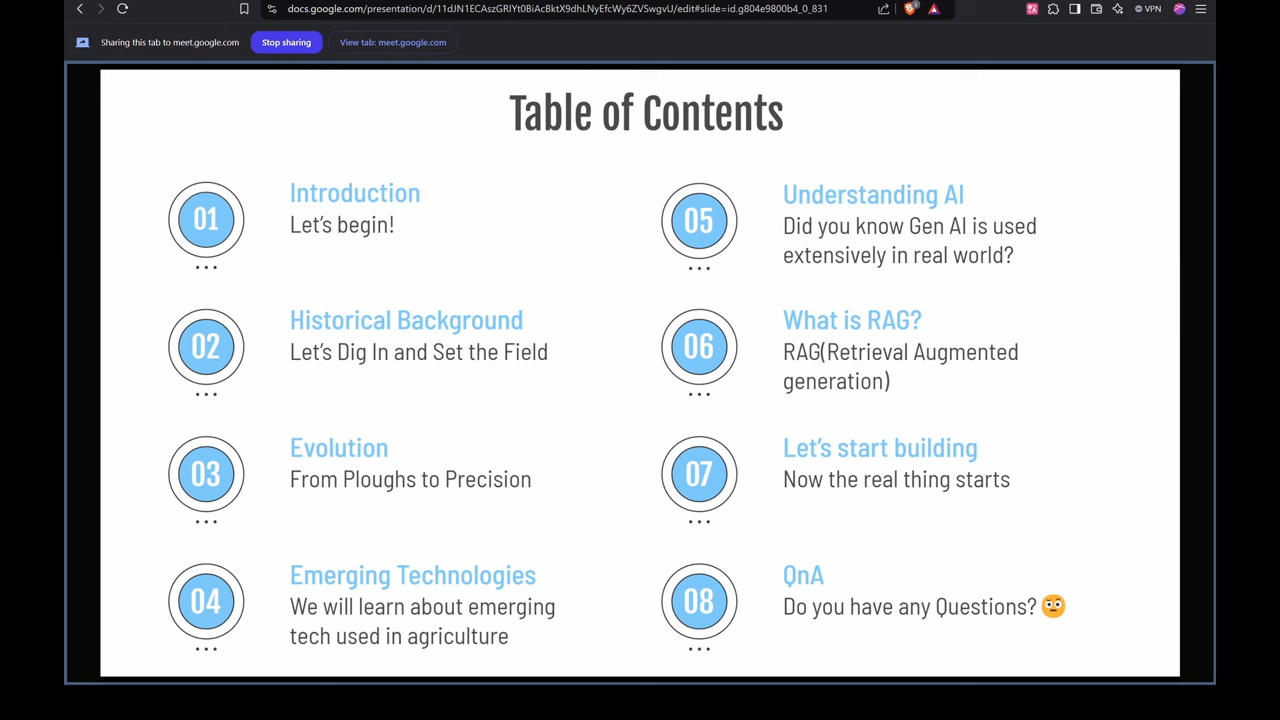 docs.google.com/presentation/d/11dJN1ECAszGRIYt0BiAcBktX9dhLNyEfcWy6ZVSwgvU/edit#slide=id.g804e9800b4_0_831
VPN
Sharing this tab to meet.google.com
Stop sharing
View tab: meet.google.com
Table of Contents
01
Introduction
Let's begin!
02
Historical Background
Let's Dig In and Set the Field
03
Evolution
From Ploughs to Precision
04
Emerging Technologies
We will learn about emerging
tech used in agriculture
05
Understanding AI
Did you know Gen AI is used
extensively in real world?
06
What is RAG?
RAG(Retrieval Augmented
generation)
07
Let's start building
Now the real thing starts
08
QnA
Do you have any Questions? 😳